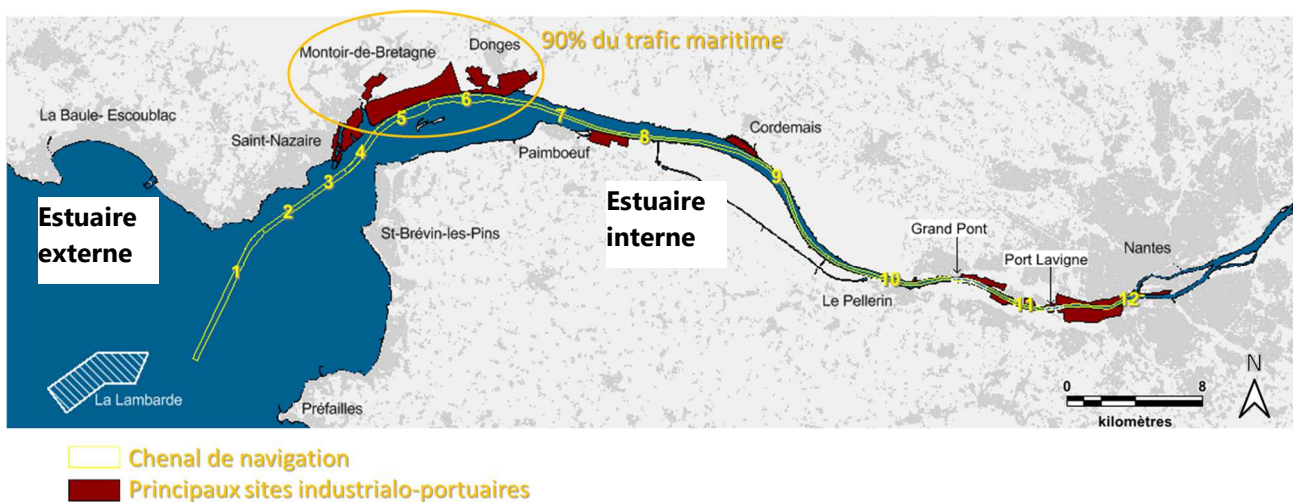 90% du trafic maritime
Montoir-de-Bretagne
Donges
La Baule- Escoublac
Saint-Nazaire
Cordemais
Paimboeuf
Estuaire
externe
Estuaire
interne
St-Brévin-les-Pins
Grand Pont
Port Lavigne
Nantes
Le Pellerin
La Lambarde
Préfailles
1
2
3
4
5
6
7
8
9
10
11
12
N
0 8
kilomètres
Chenal de navigation
Principaux sites industrialo-portuaires